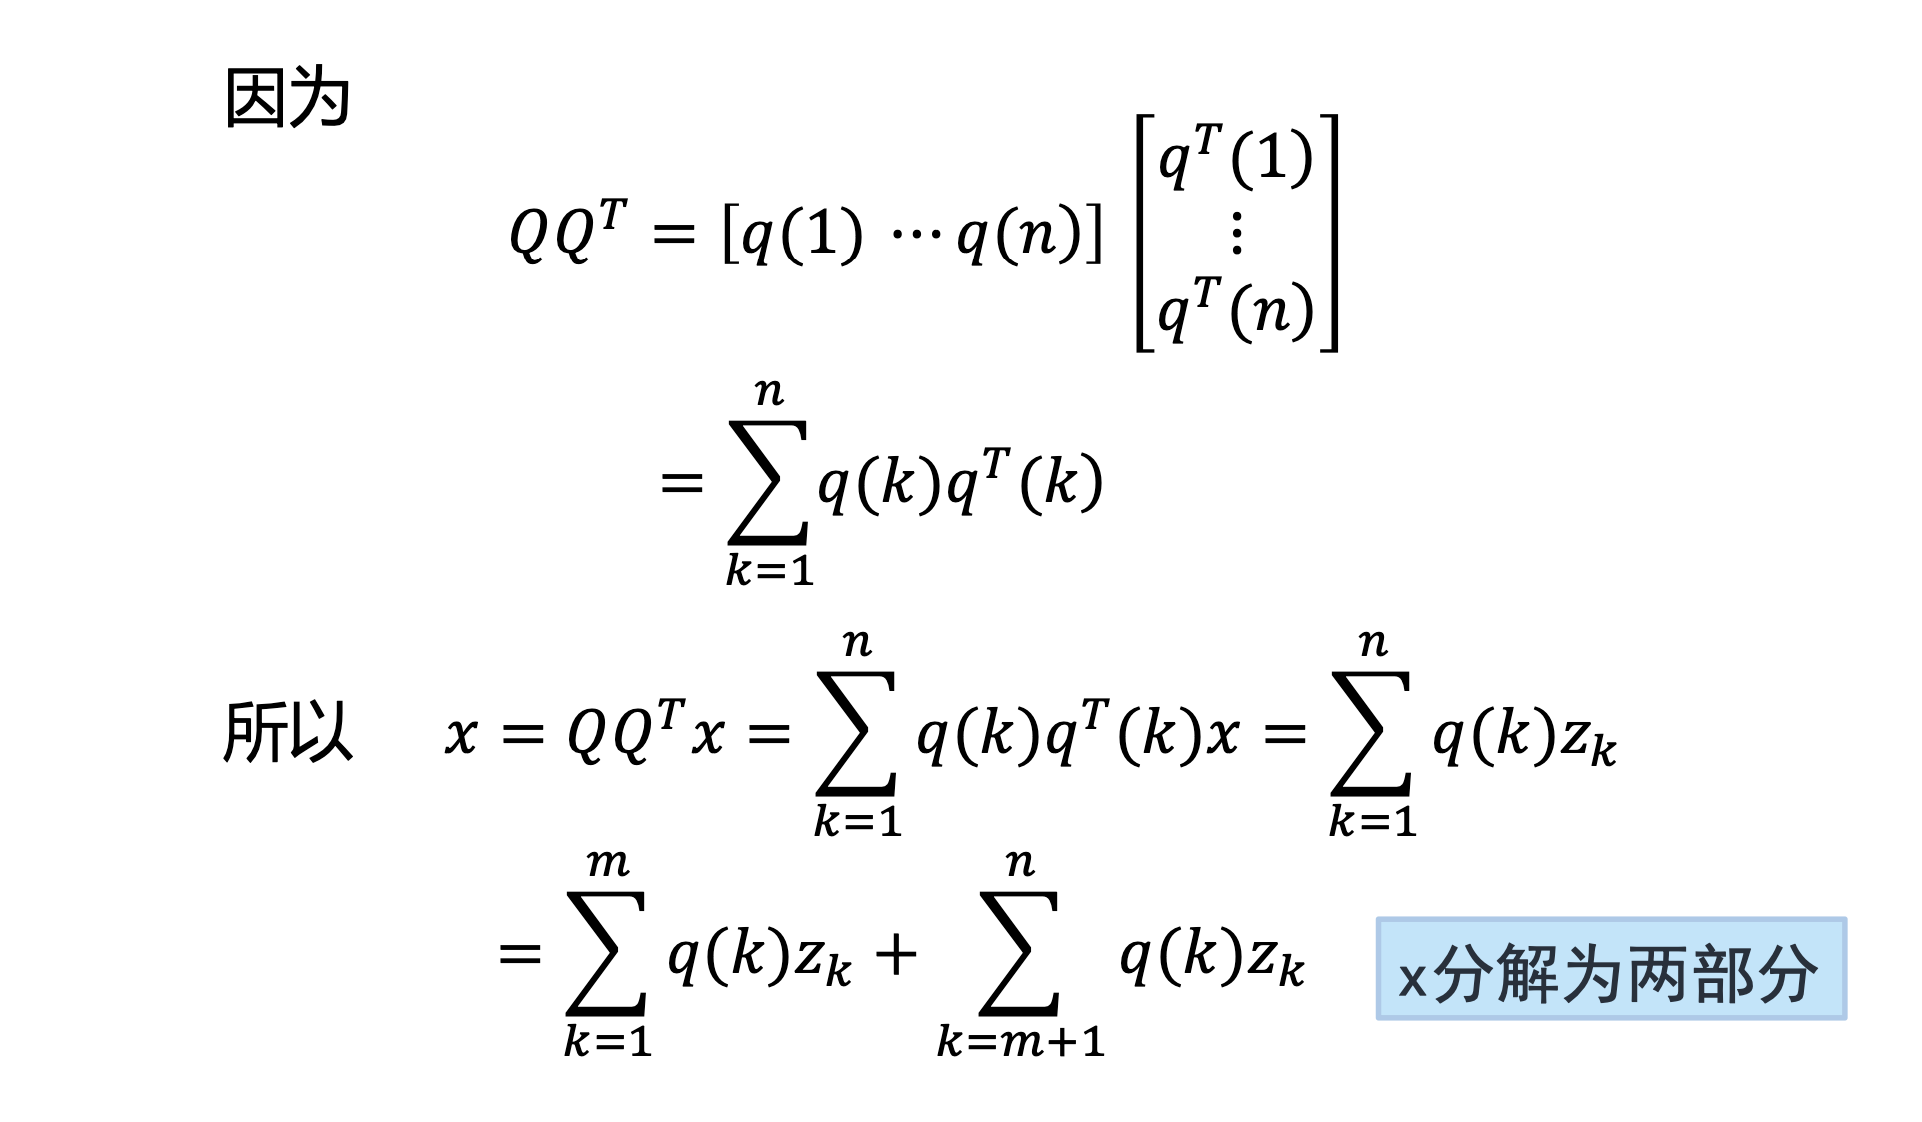 因为
QQ^T = [q(1) ⋯ q(n)] [q^T(1) ⋮ q^T(n)]
= ∑_{k=1}^{n} q(k)q^T(k)
所以 x = QQ^T x = ∑_{k=1}^{n} q(k)q^T(k)x = ∑_{k=1}^{n} q(k)z_k
= ∑_{k=1}^{m} q(k)z_k + ∑_{k=m+1}^{n} q(k)z_k x分解为两部分